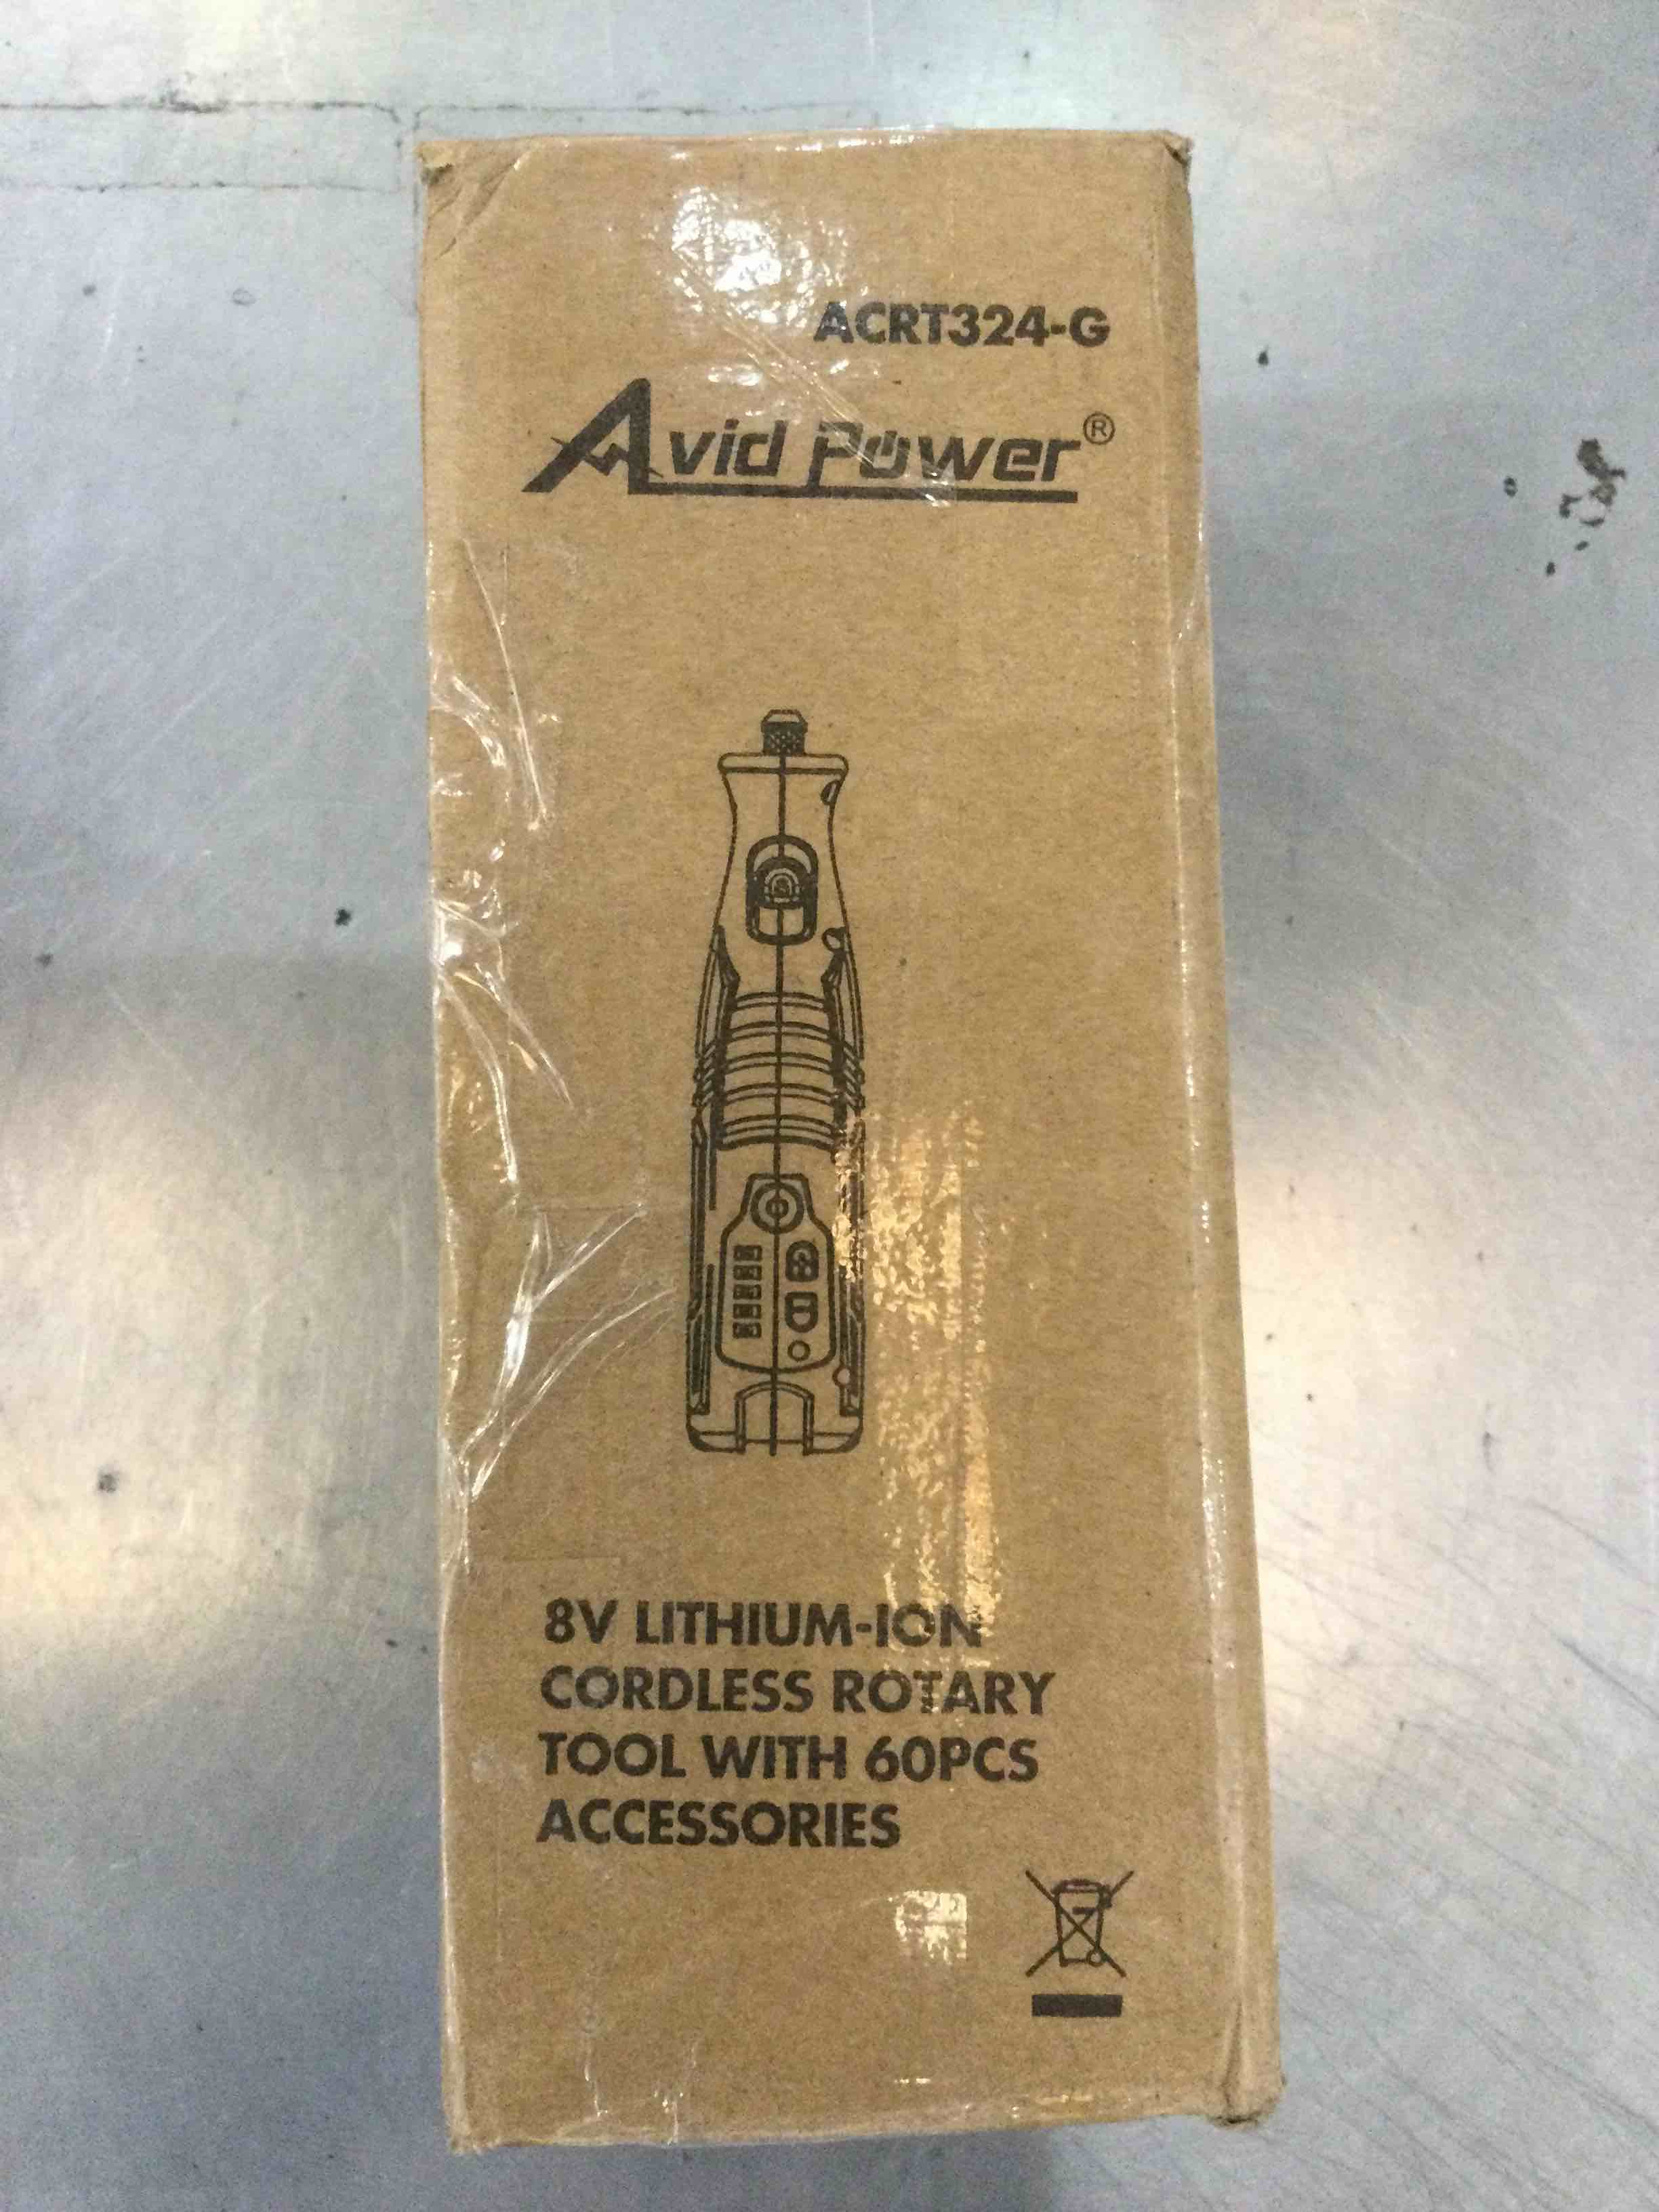 ACRT324-G
Avid Power®
8V LITHIUM-ION
CORDLESS ROTARY
TOOL WITH 60PCS
ACCESSORIES